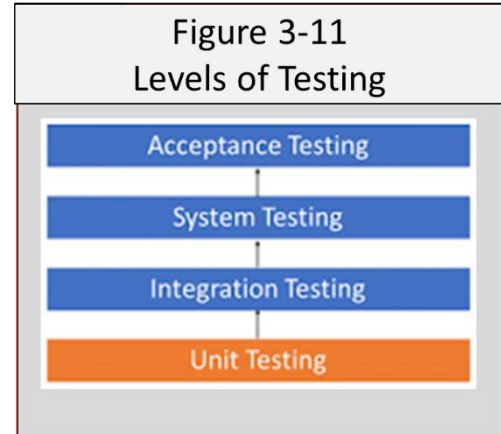 Figure 3-11
Levels of Testing
Acceptance Testing
System Testing
Integration Testing
Unit Testing